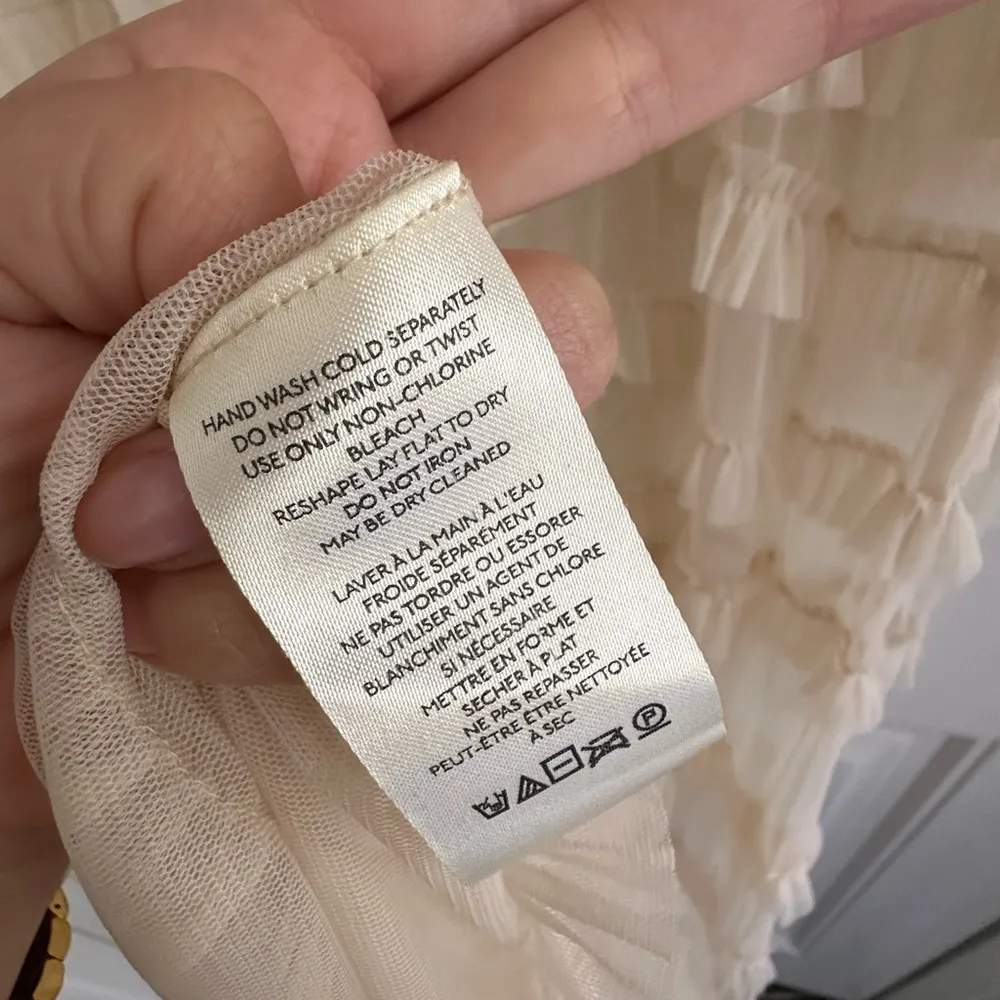 HAND WASH COLD SEPARATELY
DO NOT WRING OR TWIST
USE ONLY NON-CHLORINE
BLEACH
RESHAPE LAY FLAT TO DRY
DO NOT IRON
MAY BE DRY CLEANED
LAVER À LA MAIN À L'EAU
FROIDE SÉPARÉMENT
NE PAS TORDRE OU ESSORER
UTILISER UN AGENT DE
BLANCHIMENT SANS CHLORE
SI NÉCESSAIRE
METTRE EN FORME ET
SECHER À PLAT
NE PAS REPASSER
PEUT-ÊTRE ÊTRE NETTOYÉE
À SEC
P